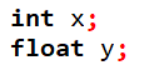 int x;
float y;